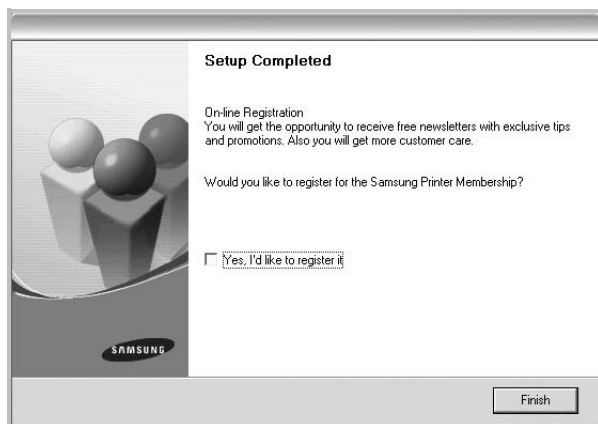 Setup Completed
On-line Registration
You will get the opportunity to receive free newsletters with exclusive tips
and promotions. Also you will get more customer care.
Would you like to register for the Samsung Printer Membership?
Yes, I'd like to register it
SAMSUNG
Finish